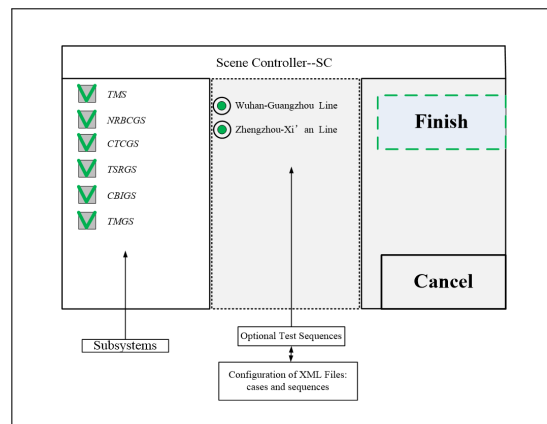 Scene Controller--SC
TMS
NRBCGS
CTCGS
TSRGS
CBIGS
TMGS
Wuhan-Guangzhou Line
Zhengzhou-Xi’an Line
Finish
Cancel
Subsystems
Optional Test Sequences
Configuration of XML Files:
cases and sequences